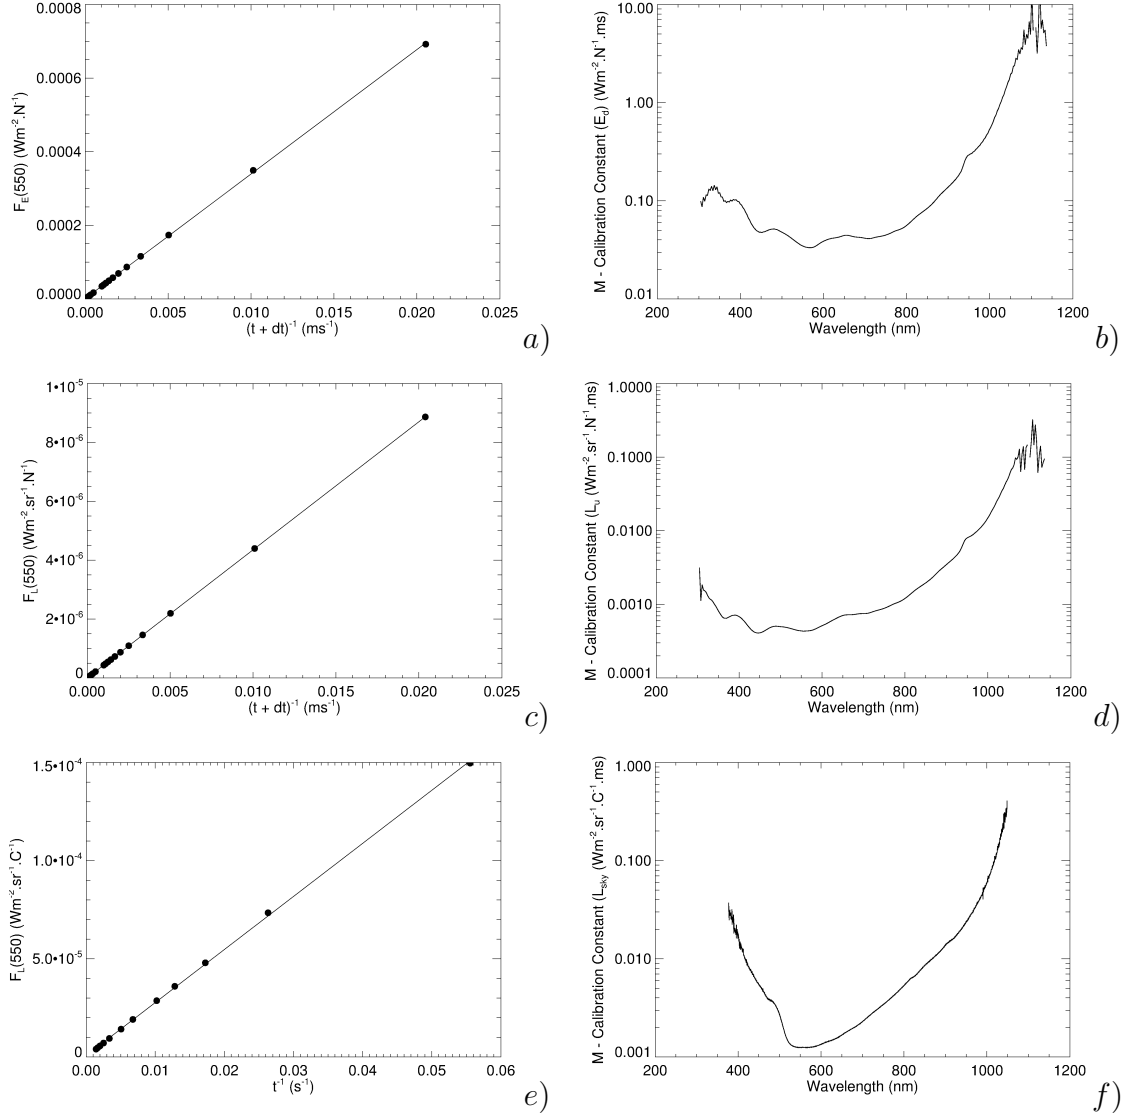 0.0008
0.0006
0.0004
0.0002
0.0000
F_E(550) (Wm⁻².N⁻¹)
0.000 0.005 0.010 0.015 0.020 0.025
(t + dt)⁻¹ (ms⁻¹)
a)
10.00
1.00
0.10
0.01
M - Calibration Constant (E_d) (Wm⁻².N⁻¹.ms)
200 400 600 800 1000 1200
Wavelength (nm)
b)
1•10⁻⁵
8•10⁻⁶
6•10⁻⁶
4•10⁻⁶
2•10⁻⁶
0
F_L(550) (Wm⁻².sr⁻¹.N⁻¹)
0.000 0.005 0.010 0.015 0.020 0.025
(t + dt)⁻¹ (ms⁻¹)
c)
1.0000
0.1000
0.0100
0.0010
0.0001
M - Calibration Constant (L_u (Wm⁻².sr⁻¹.N⁻¹.ms)
200 400 600 800 1000 1200
Wavelength (nm)
d)
1.5•10⁻⁴
1.0•10⁻⁴
5.0•10⁻⁵
0
F_L(550) (Wm⁻².sr⁻¹.C⁻¹)
0.00 0.01 0.02 0.03 0.04 0.05 0.06
t⁻¹ (s⁻¹)
e)
1.000
0.100
0.010
0.001
M - Calibration Constant (L_sky (Wm⁻².sr⁻¹.C⁻¹.ms)
200 400 600 800 1000 1200
Wavelength (nm)
f)